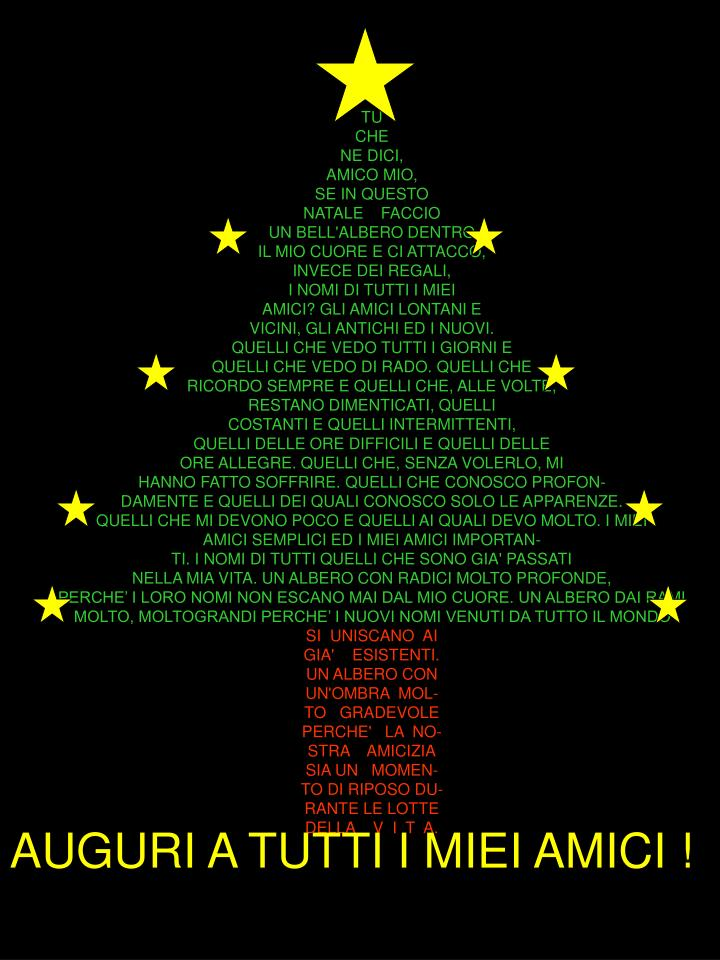 TU
CHE
NE DICI,
AMICO MIO,
SE IN QUESTO
NATALE FACCIO
UN BELL'ALBERO DENTRO
IL MIO CUORE E CI ATTACCO,
INVECE DEI REGALI,
I NOMI DI TUTTI I MIEI
AMICI? GLI AMICI LONTANI E
VICINI, GLI ANTICHI ED I NUOVI.
QUELLI CHE VEDO TUTTI I GIORNI E
QUELLI CHE VEDO DI RADO. QUELLI CHE
RICORDO SEMPRE E QUELLI CHE, ALLE VOLTE,
RESTANO DIMENTICATI, QUELLI
COSTANTI E QUELLI INTERMITTENTI,
QUELLI DELLE ORE DIFFICILI E QUELLI DELLE
ORE ALLEGRE. QUELLI CHE, SENZA VOLERLO, MI
HANNO FATTO SOFFRIRE. QUELLI CHE CONOSCO PROFON-
DAMENTE E QUELLI DEI QUALI CONOSCO SOLO LE APPARENZE.
QUELLI CHE MI DEVONO POCO E QUELLI AI QUALI DEVO MOLTO. I MIEI
AMICI SEMPLICI ED I MIEI AMICI IMPORTAN-
TI. I NOMI DI TUTTI QUELLI CHE SONO GIA' PASSATI
NELLA MIA VITA. UN ALBERO CON RADICI MOLTO PROFONDE,
PERCHE' I LORO NOMI NON ESCANO MAI DAL MIO CUORE. UN ALBERO DAI RAMI
MOLTO, MOLTOGRANDI PERCHE' I NUOVI NOMI VENUTI DA TUTTO IL MONDO
SI UNISCANO AI
GIA' ESISTENTI.
UN ALBERO CON
UN'OMBRA MOL-
TO GRADEVOLE
PERCHE' LA NO-
STRA AMICIZIA
SIA UN MOMEN-
TO DI RIPOSO DU-
RANTE LE LOTTE
DELLA V I T A.
AUGURI A TUTTI I MIEI AMICI !